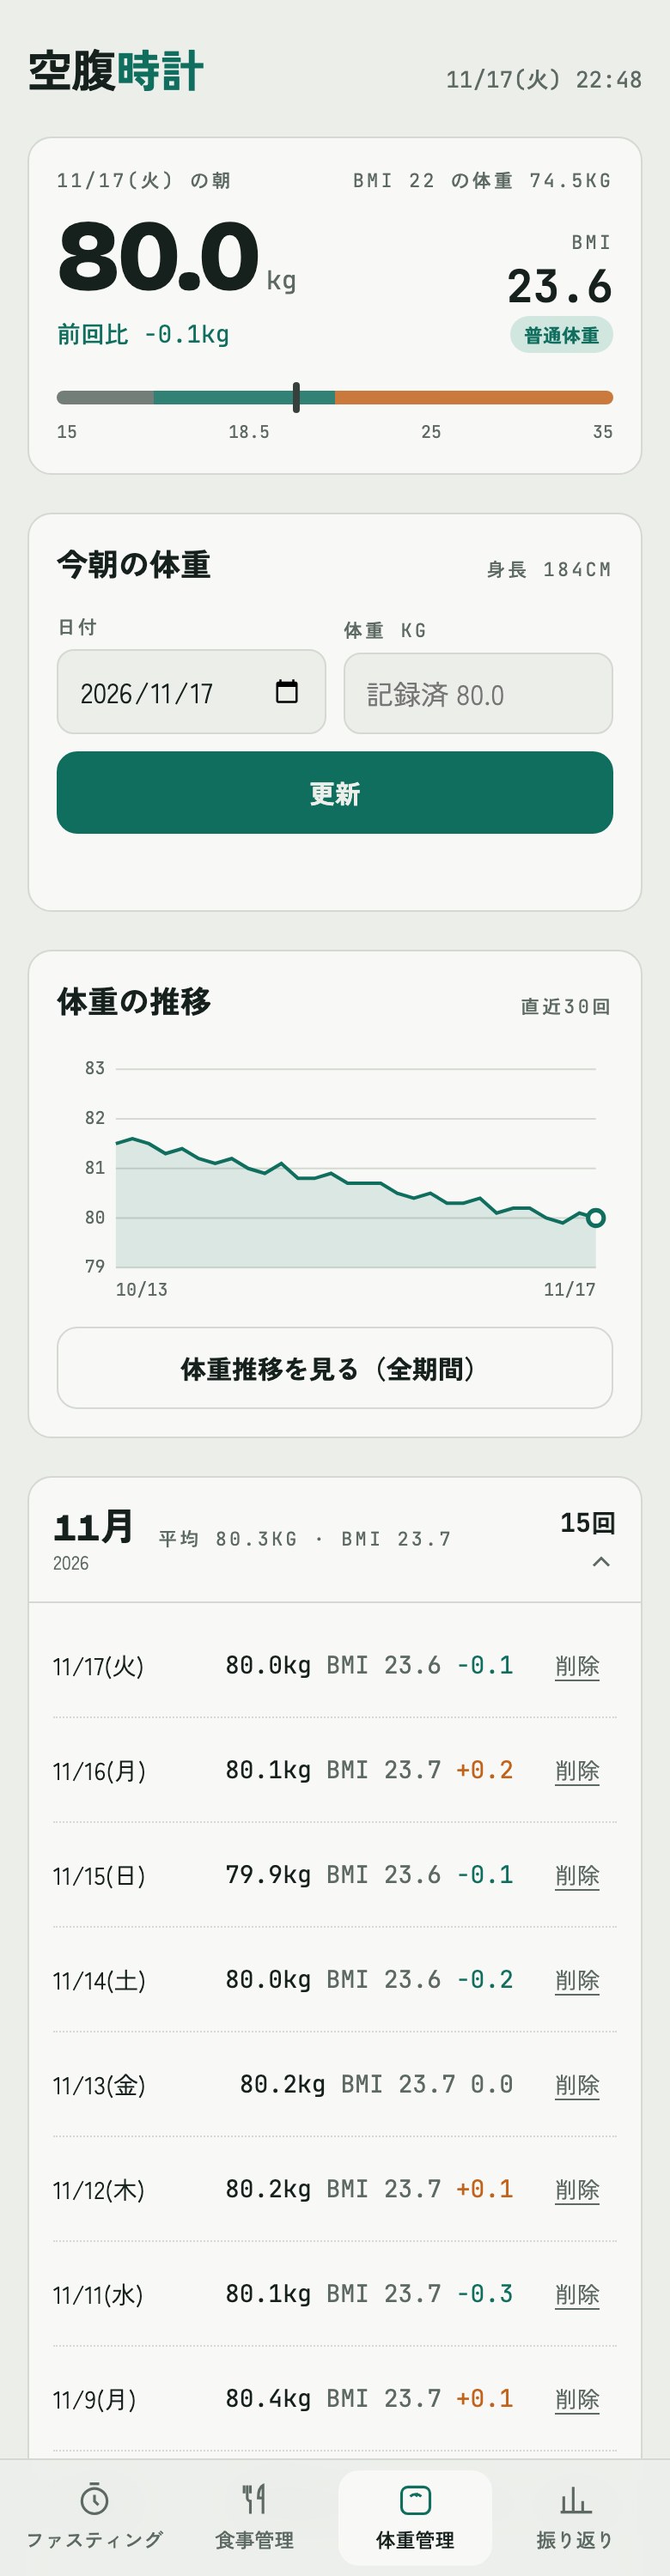 空腹時計
11/17(火) 22:48
11/17(火) の朝
BMI 22 の体重 74.5KG
80.0 kg
BMI
23.6
前回比 -0.1kg
普通体重
15 18.5 25 35
今朝の体重
身長 184CM
日付
体重 KG
2026/11/17
記録済 80.0
更新
体重の推移
直近30回
83
82
81
80
79
10/13 11/17
体重推移を見る（全期間）
11月 平均 80.3KG · BMI 23.7 15回
2026
11/17(火) 80.0kg BMI 23.6 -0.1 削除
11/16(月) 80.1kg BMI 23.7 +0.2 削除
11/15(日) 79.9kg BMI 23.6 -0.1 削除
11/14(土) 80.0kg BMI 23.6 -0.2 削除
11/13(金) 80.2kg BMI 23.7 0.0 削除
11/12(木) 80.2kg BMI 23.7 +0.1 削除
11/11(水) 80.1kg BMI 23.7 -0.3 削除
11/9(月) 80.4kg BMI 23.7 +0.1 削除
ファスティング 食事管理 体重管理 振り返り